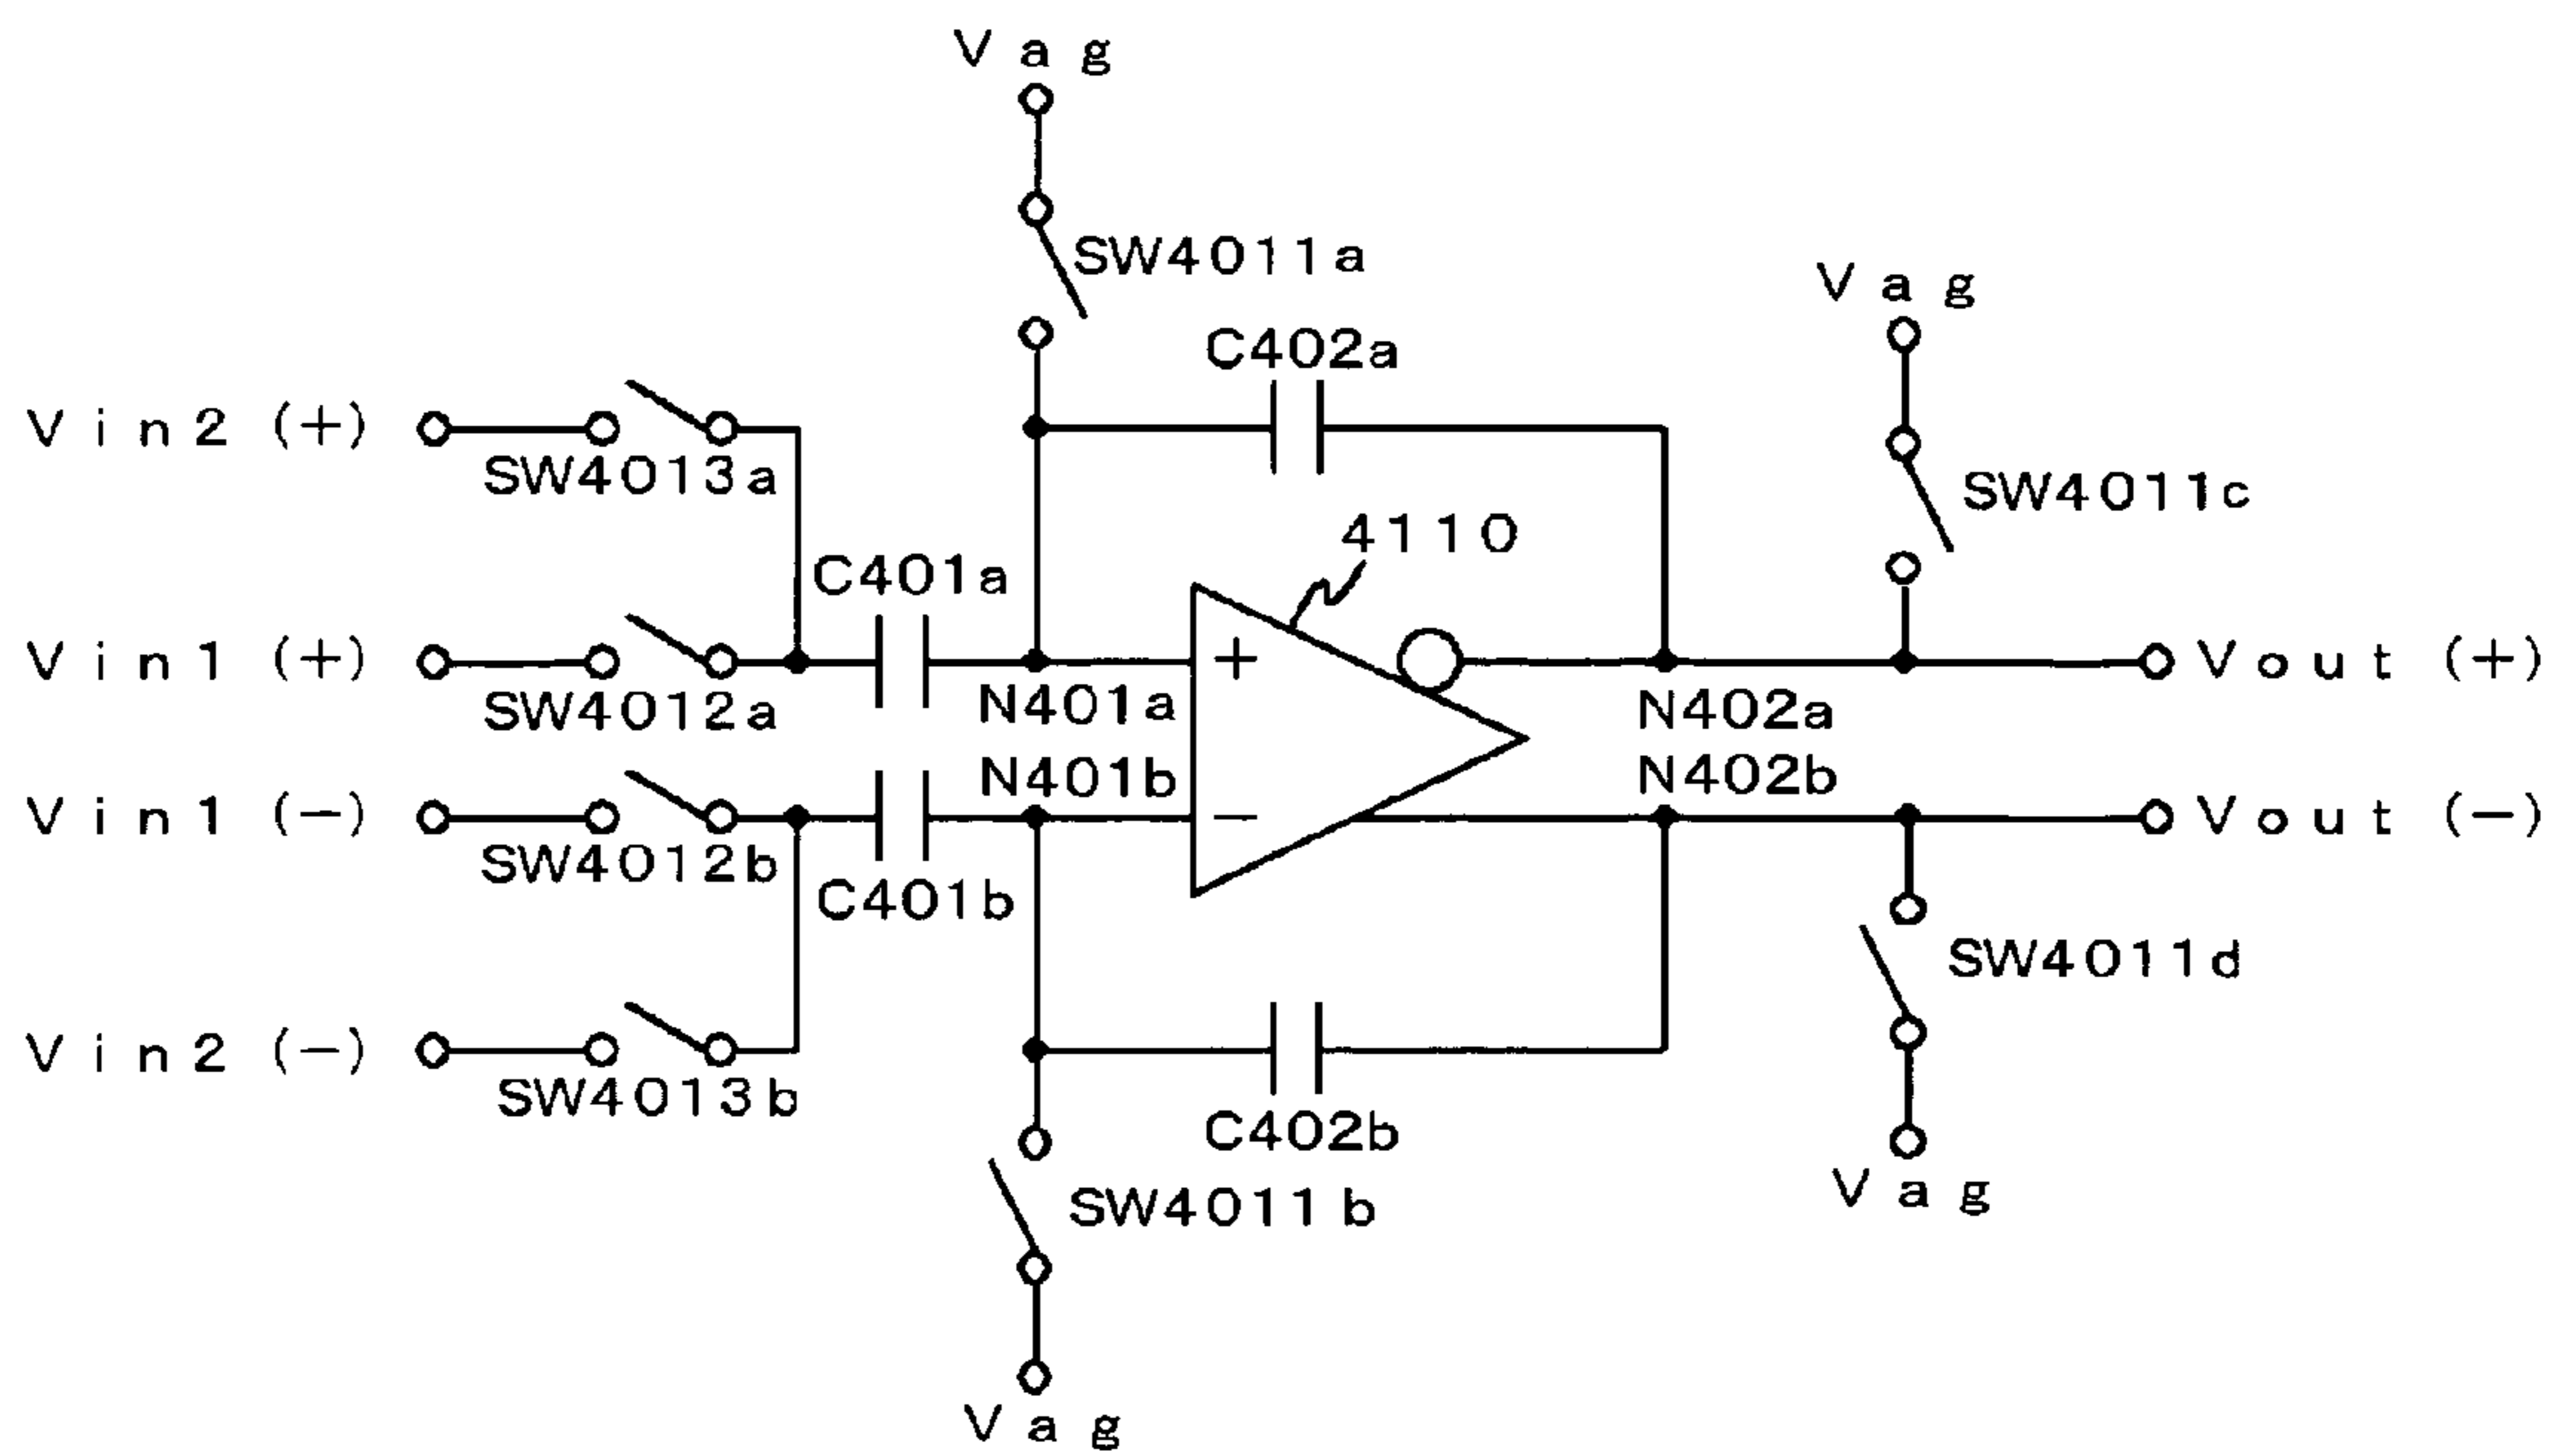 Vag
SW4011a
Vag
C402a
Vin2 (+)
SW4013a
SW4011c
4110
C401a
Vin1 (+)
+
Vout (+)
SW4012a
N401a
N402a
N401b
N402b
Vin1 (-)
-
Vout (-)
SW4012b
C401b
SW4011d
Vin2 (-)
SW4013b
C402b
Vag
SW4011b
Vag